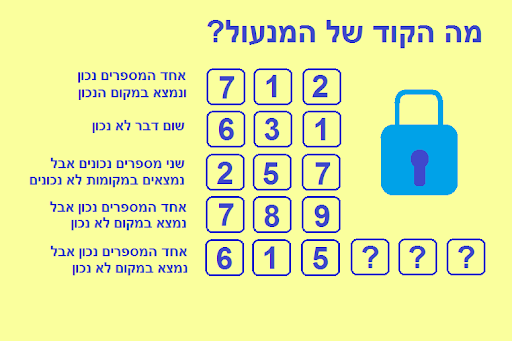 מה הקוד של המנעול?
אחד המספרים נכון
ונמצא במקום הנכון
7 1 2
שום דבר לא נכון
6 3 1
שני מספרים נכונים אבל
נמצאים במקומות לא נכונים
2 5 7
אחד המספרים נכון אבל
נמצא במקום לא נכון
7 8 9
אחד המספרים נכון אבל
נמצא במקום לא נכון
6 1 5 ? ? ?